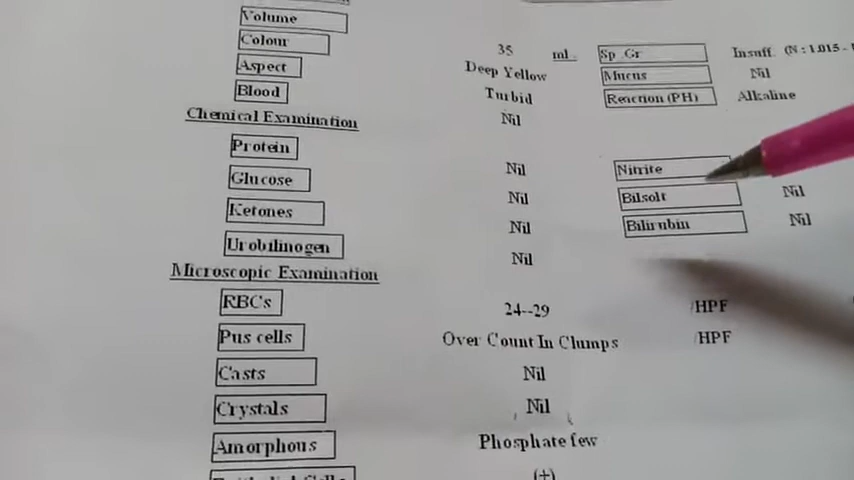 Volume
Colour 35 ml. Sp .Gr Insuff (N : 1.015 -
Aspect Deep Yellow Mucus Nil
Blood Turbid Reaction (PH) Alkaline
Chemical Examination Nil
Protein Nil Nitrite
Glucose Nil Bilsolt Nil
Ketones Nil Bilirubin Nil
Urobilinogen Nil
Microscopic Examination
RBC's 24--29 /HPF
Pus cells Over Count In Clumps /HPF
Casts Nil
Crystals Nil
Amorphous Phosphate few
(+)